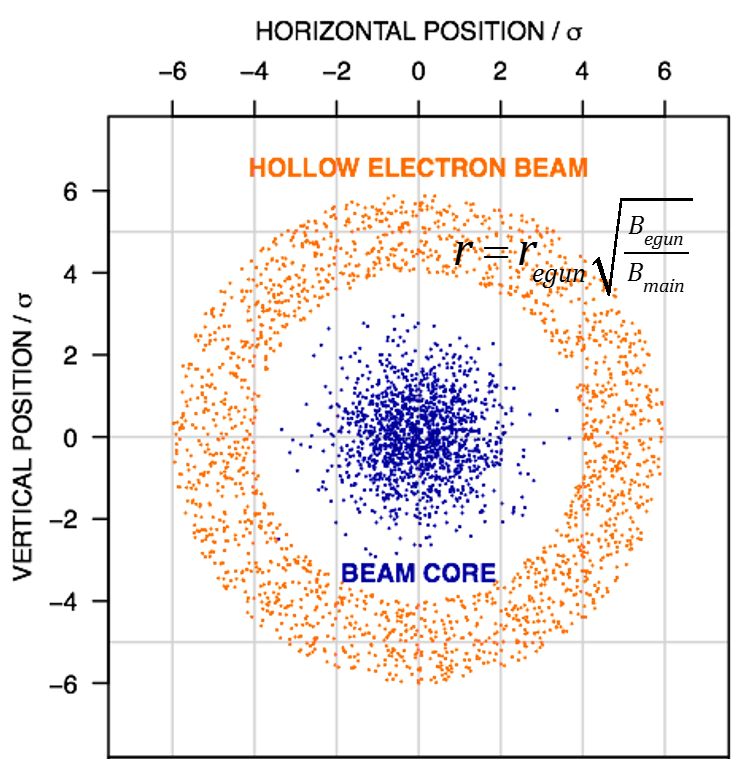 HORIZONTAL POSITION / σ
−6 −4 −2 0 2 4 6
HOLLOW ELECTRON BEAM
r = r_egun √(B_egun / B_main)
VERTICAL POSITION / σ
6
4
2
0
−2
−4
−6
BEAM CORE